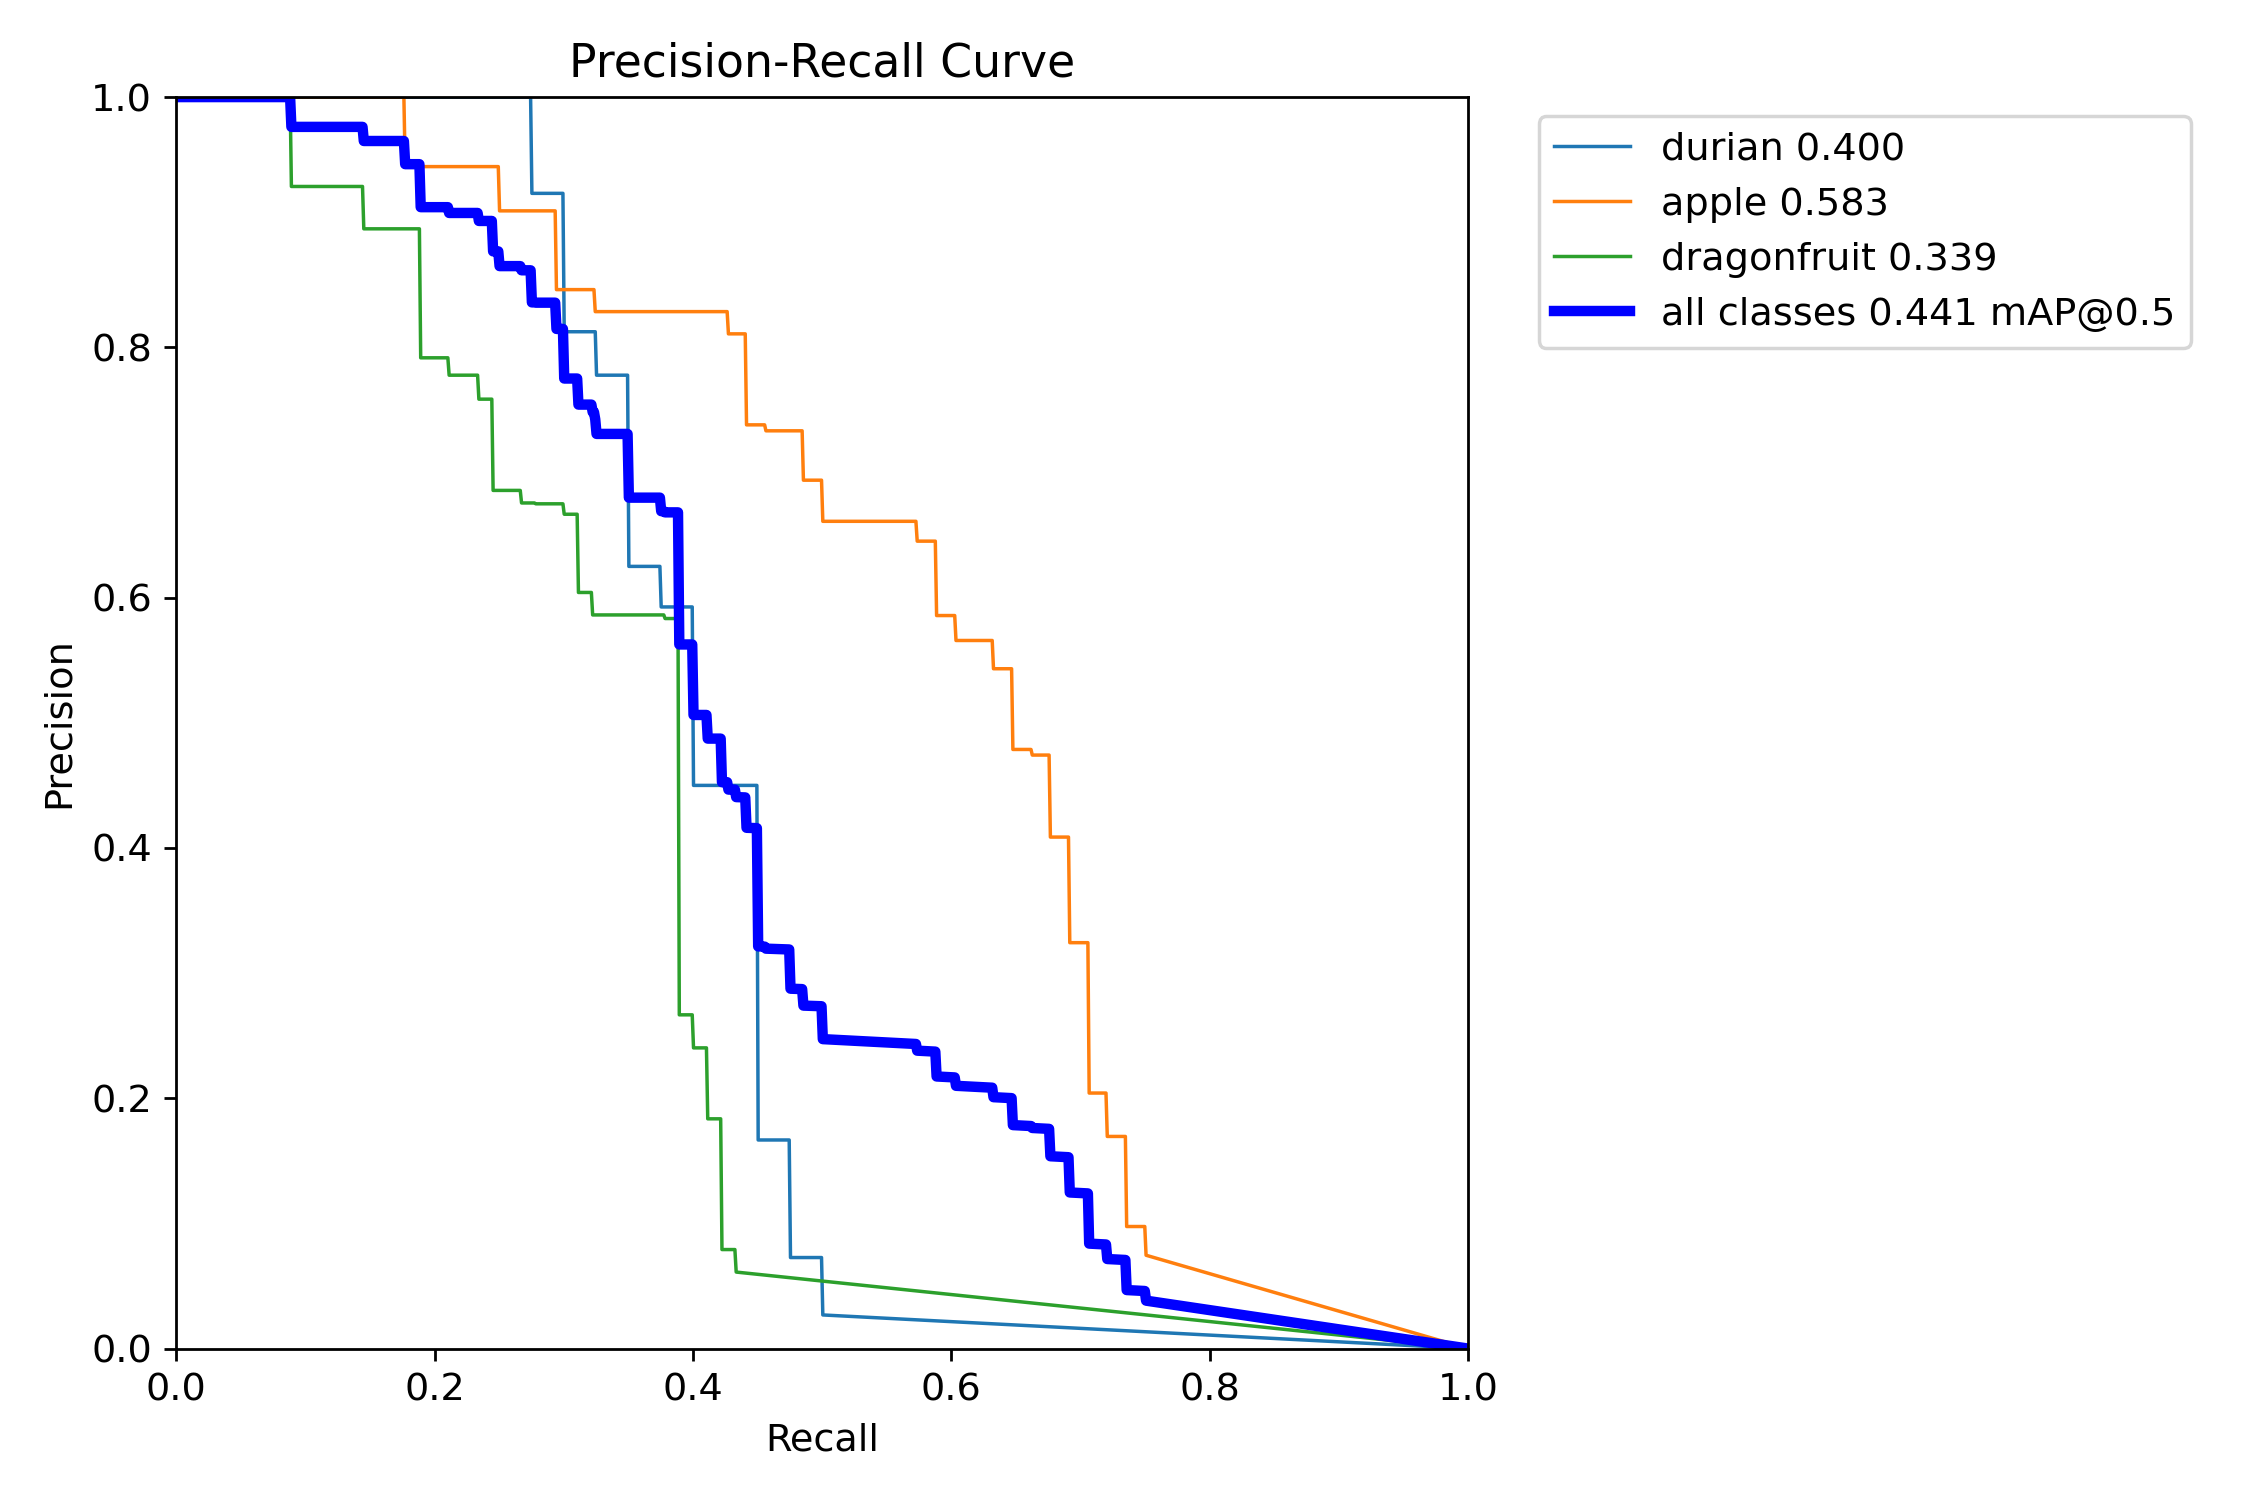 Precision-Recall Curve
1.0
0.8
0.6
0.4
0.2
0.0
Precision
0.0 0.2 0.4 0.6 0.8 1.0
Recall
durian 0.400
apple 0.583
dragonfruit 0.339
all classes 0.441 mAP@0.5